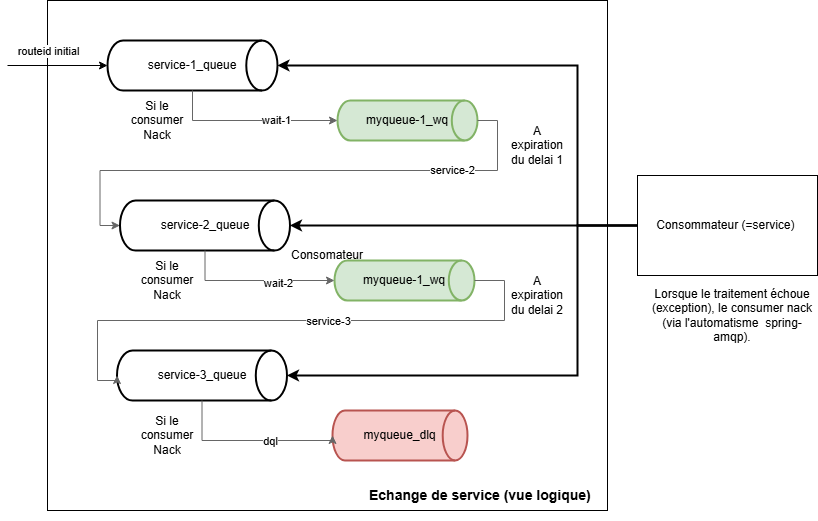 routeid initial
service-1_queue
Si le
consumer
Nack
wait-1
myqueue-1_wq
A
expiration
du delai 1
service-2
service-2_queue
Consommateur (=service)
Consomateur
Si le
consumer
Nack
wait-2
myqueue-1_wq
A
expiration
du delai 2
Lorsque le traitement échoue
(exception), le consumer nack
(via l'automatisme spring-
amqp).
service-3
service-3_queue
Si le
consumer
Nack
dql
myqueue_dlq
Echange de service (vue logique)